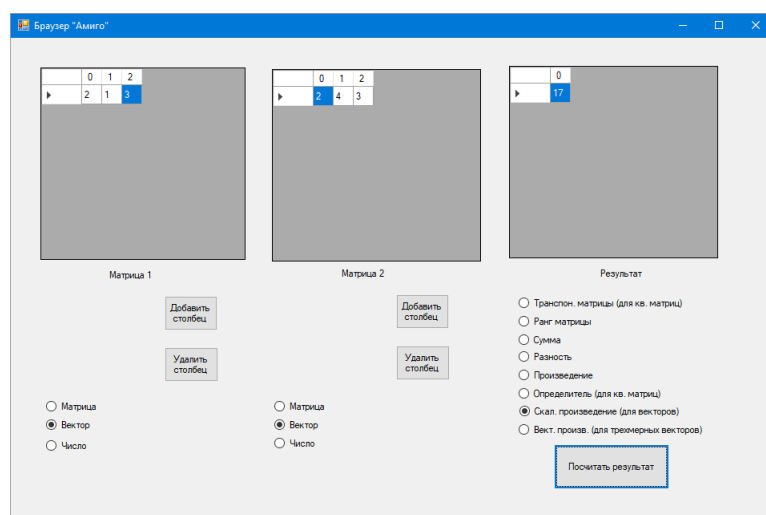 Браузер "Амиго"
0 1 2
2 1 3
0 1 2
2 4 3
0
17
Матрица 1
Матрица 2
Результат
Добавить
столбец
Удалить
столбец
Матрица
Вектор
Число
Добавить
столбец
Удалить
столбец
Матрица
Вектор
Число
Транспон. матрицы (для кв. матриц)
Ранг матрицы
Сумма
Разность
Произведение
Определитель (для кв. матриц)
Скал. произведение (для векторов)
Вект. произв. (для трехмерных векторов)
Посчитать результат